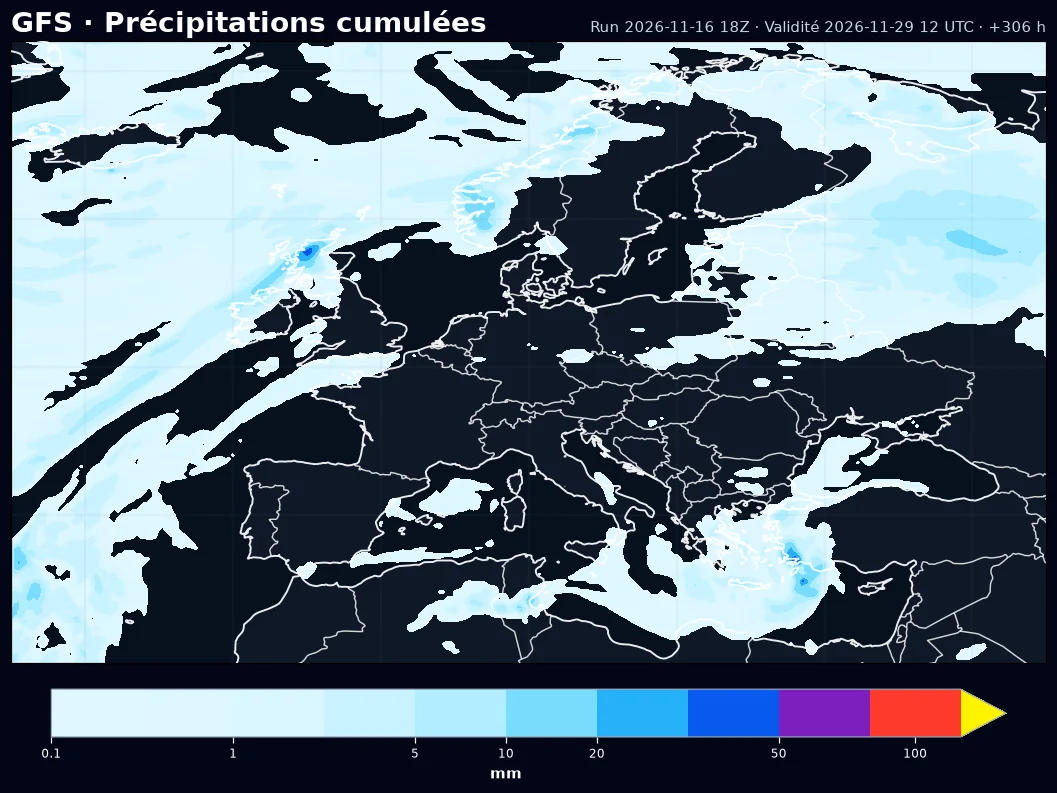 GFS · Précipitations cumulées
Run 2026-11-16 18Z · Validité 2026-11-29 12 UTC · +306 h
0.1 1 5 10 20 50 100
mm